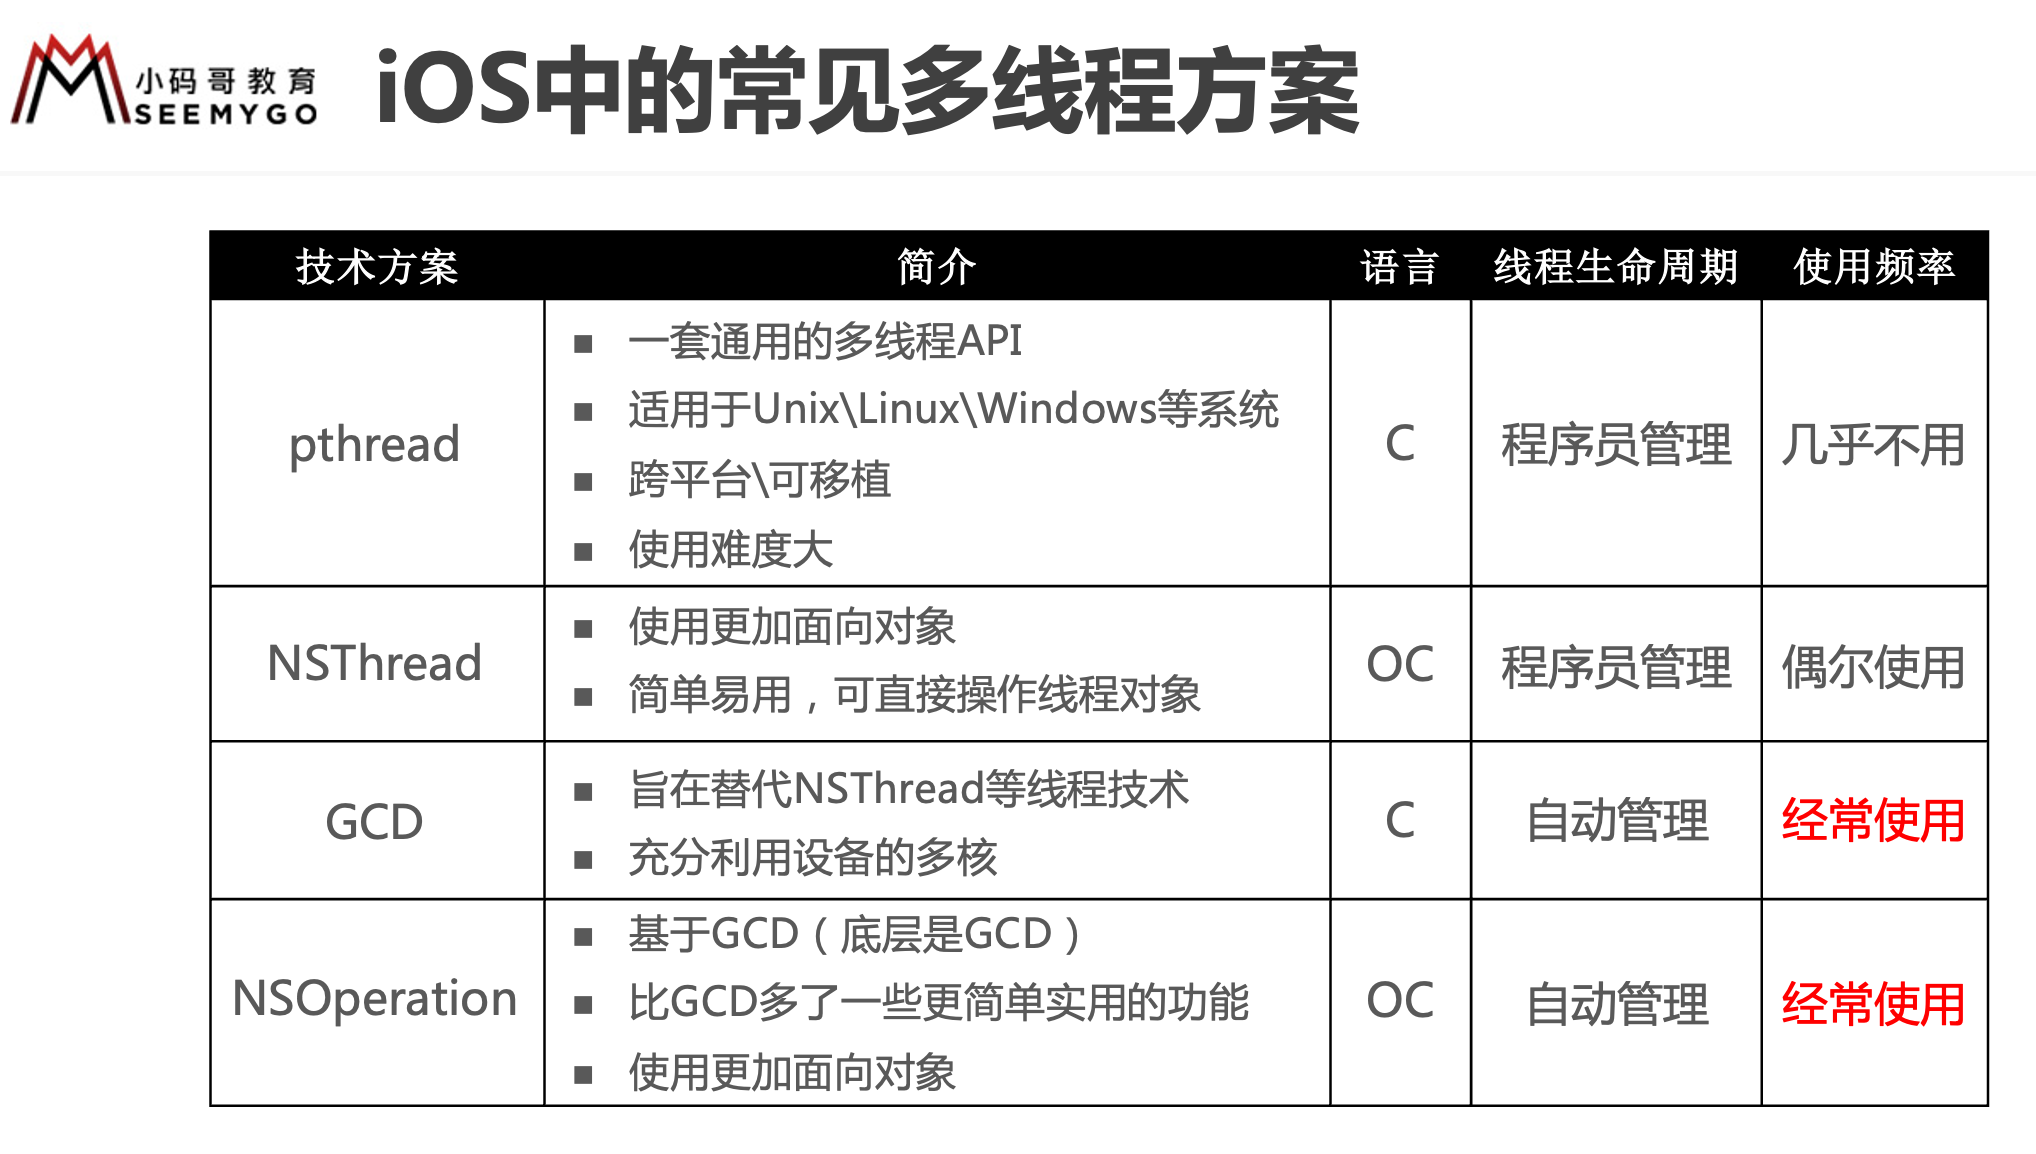 小码哥教育
SEEMYGO
iOS中的常见多线程方案
技术方案 简介 语言 线程生命周期 使用频率
pthread
■ 一套通用的多线程API
■ 适用于Unix\Linux\Windows等系统
■ 跨平台\可移植
■ 使用难度大
C
程序员管理
几乎不用
NSThread
■ 使用更加面向对象
■ 简单易用，可直接操作线程对象
OC
程序员管理
偶尔使用
GCD
■ 旨在替代NSThread等线程技术
■ 充分利用设备的多核
C
自动管理
经常使用
NSOperation
■ 基于GCD（底层是GCD）
■ 比GCD多了一些更简单实用的功能
■ 使用更加面向对象
OC
自动管理
经常使用